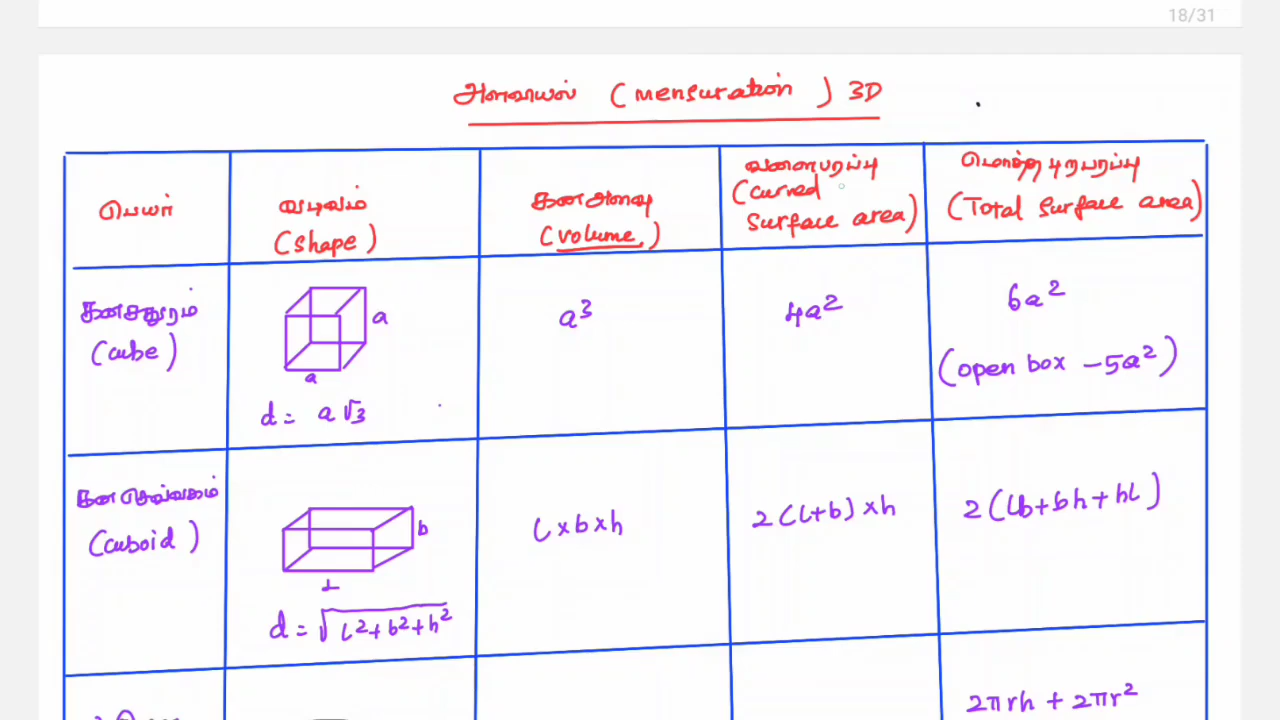 18/31
அளவியல் (Mensuration) 3D
பெயர்
வடிவம்
(shape)
கனஅளவு
(volume)
வளைபரப்பு
(curved
surface area)
மொத்த புறபரப்பு
(Total surface area)
கனசதுரம்
(cube)
a
a
d = a√3
a³
4a²
6a²
(open box – 5a²)
கனசெவ்வகம்
(cuboid)
b
L
d = √l²+b²+h²
l×b×h
2(l+b)×h
2(lb+bh+hl)
2πrh + 2πr²